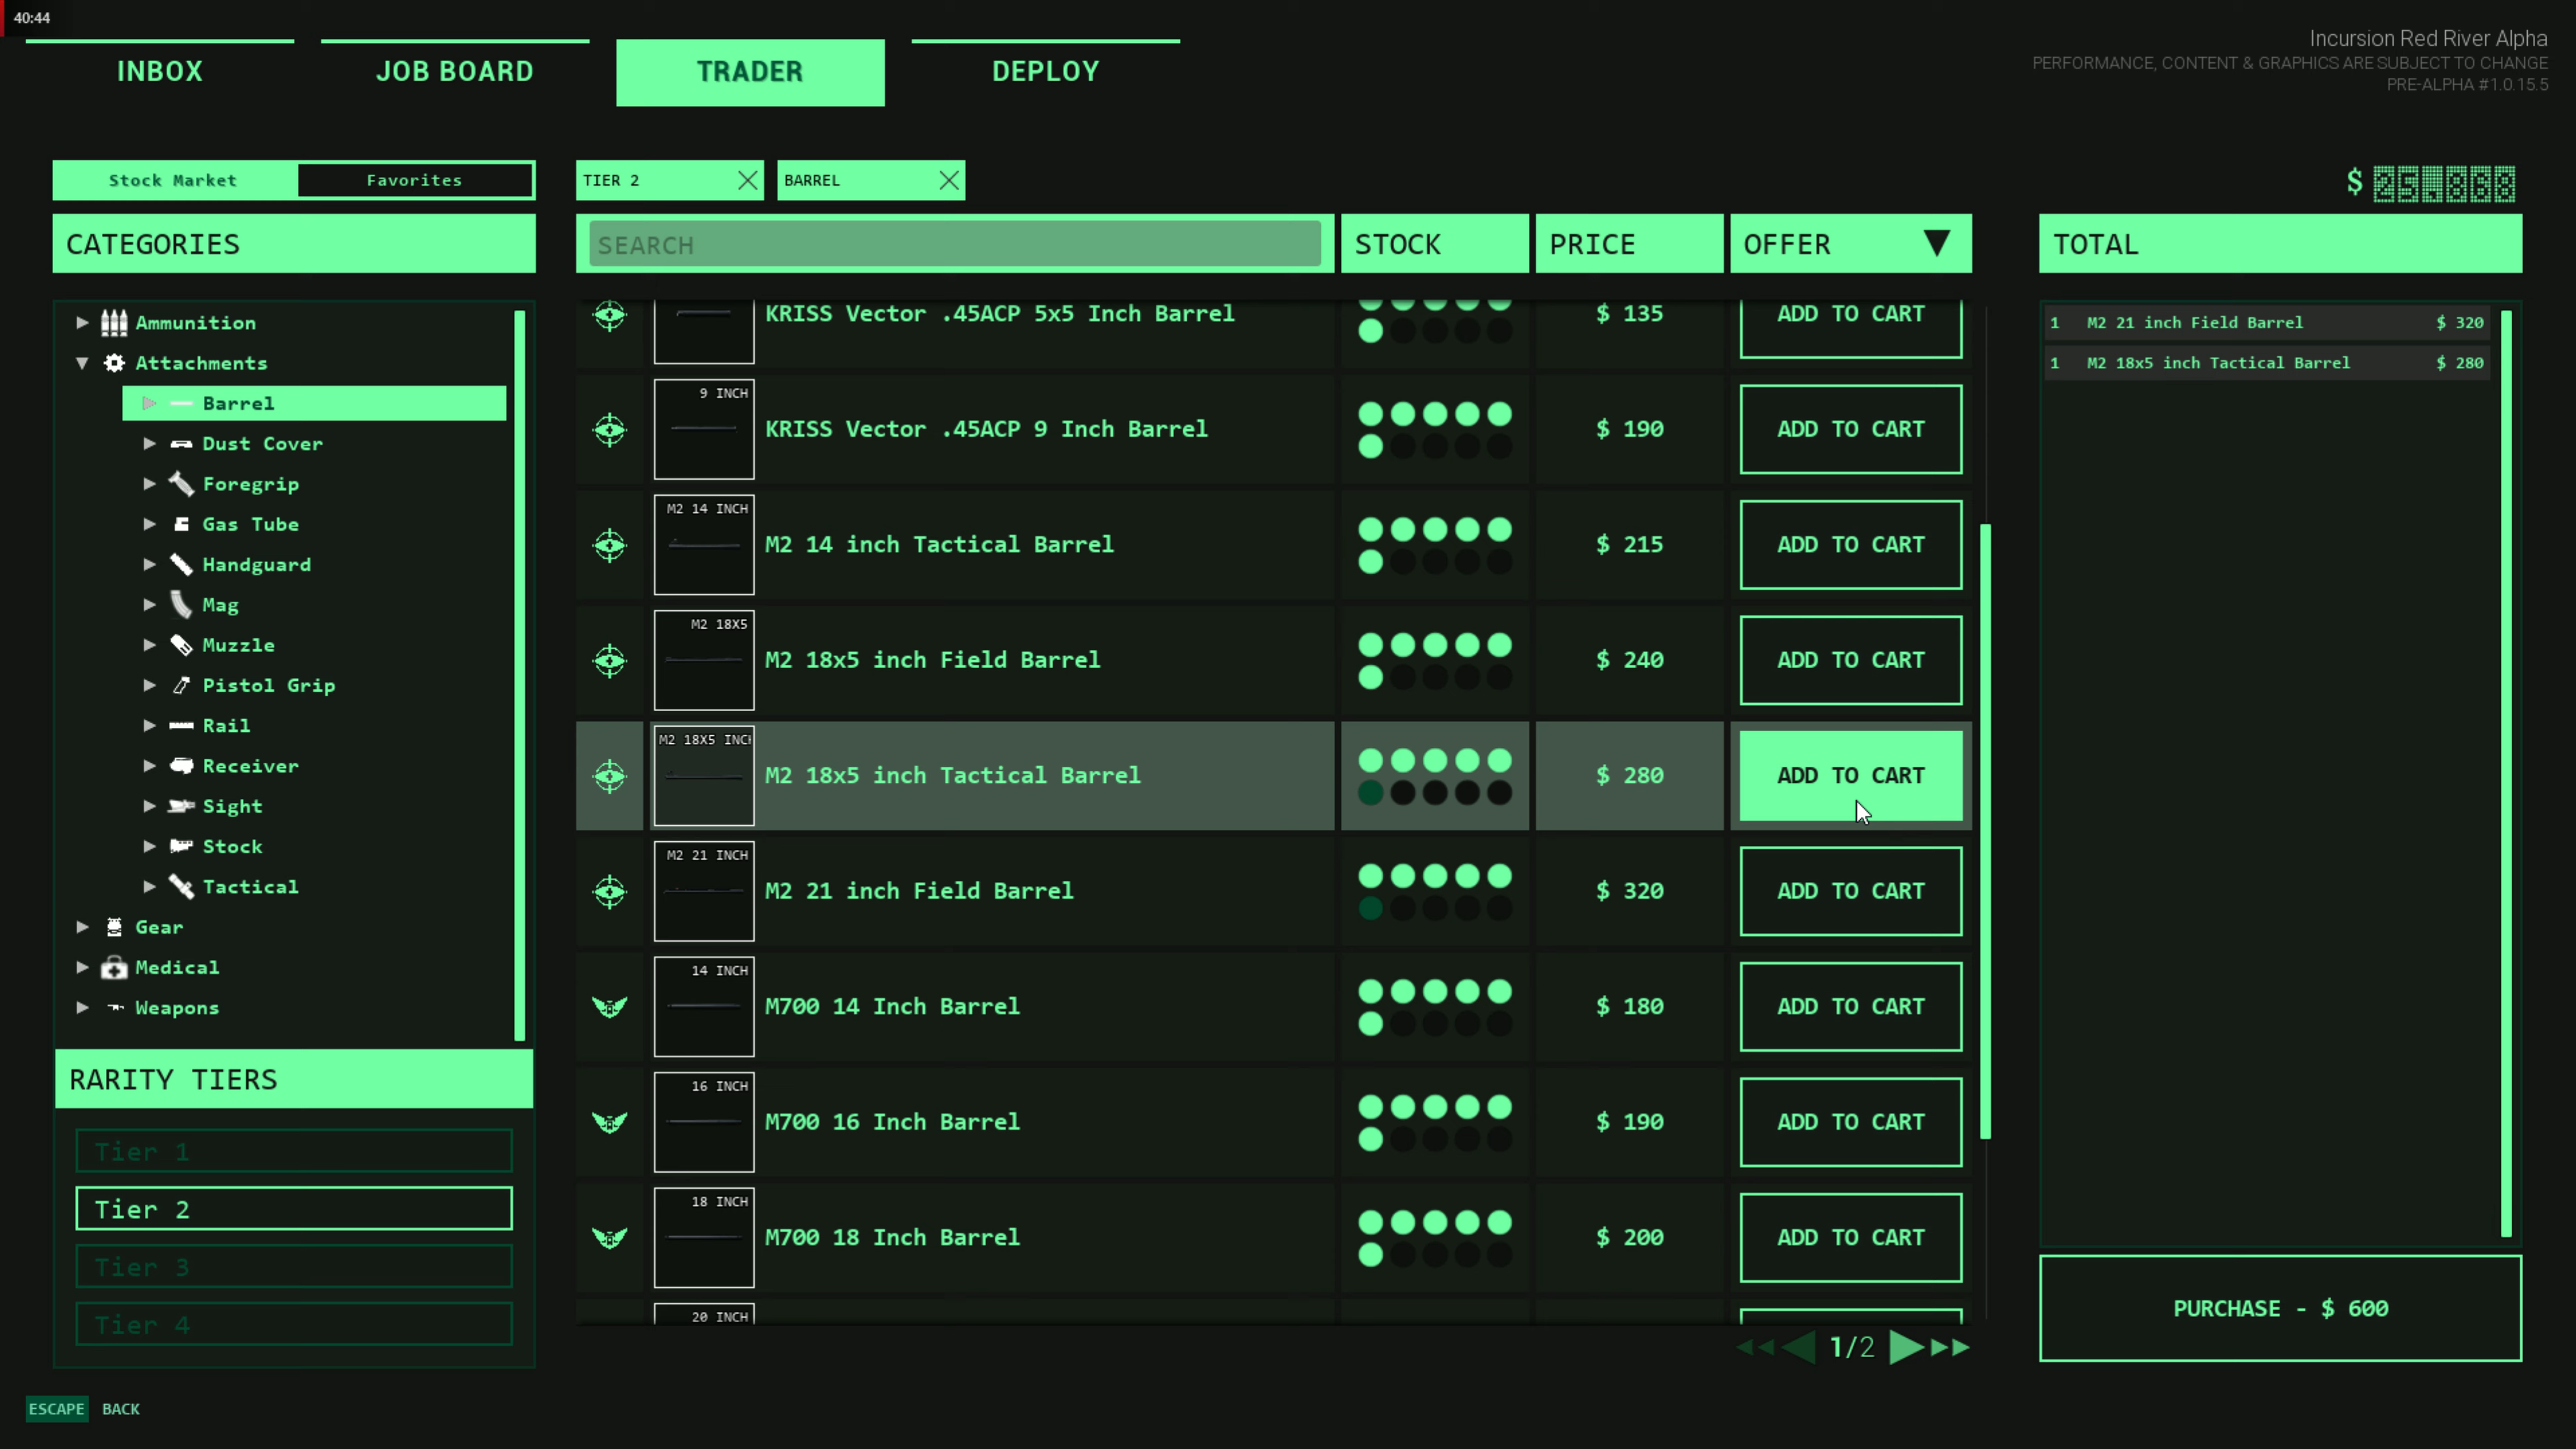 40:44
INBOX
JOB BOARD
TRADER
DEPLOY
Incursion Red River Alpha
PERFORMANCE, CONTENT & GRAPHICS ARE SUBJECT TO CHANGE
PRE-ALPHA #1.0.15.5
Stock Market
Favorites
TIER 2
BARREL
$ 25,868
CATEGORIES
SEARCH
STOCK
PRICE
OFFER
TOTAL
Ammunition
Attachments
Barrel
Dust Cover
Foregrip
Gas Tube
Handguard
Mag
Muzzle
Pistol Grip
Rail
Receiver
Sight
Stock
Tactical
Gear
Medical
Weapons
RARITY TIERS
Tier 1
Tier 2
Tier 3
Tier 4
KRISS Vector .45ACP 5x5 Inch Barrel
$ 135
ADD TO CART
9 INCH
KRISS Vector .45ACP 9 Inch Barrel
$ 190
ADD TO CART
M2 14 INCH
M2 14 inch Tactical Barrel
$ 215
ADD TO CART
M2 18X5
M2 18x5 inch Field Barrel
$ 240
ADD TO CART
M2 18X5 INCH
M2 18x5 inch Tactical Barrel
$ 280
ADD TO CART
M2 21 INCH
M2 21 inch Field Barrel
$ 320
ADD TO CART
14 INCH
M700 14 Inch Barrel
$ 180
ADD TO CART
16 INCH
M700 16 Inch Barrel
$ 190
ADD TO CART
18 INCH
M700 18 Inch Barrel
$ 200
ADD TO CART
20 INCH
1/2
1 M2 21 inch Field Barrel $ 320
1 M2 18x5 inch Tactical Barrel $ 280
PURCHASE - $ 600
ESCAPE BACK